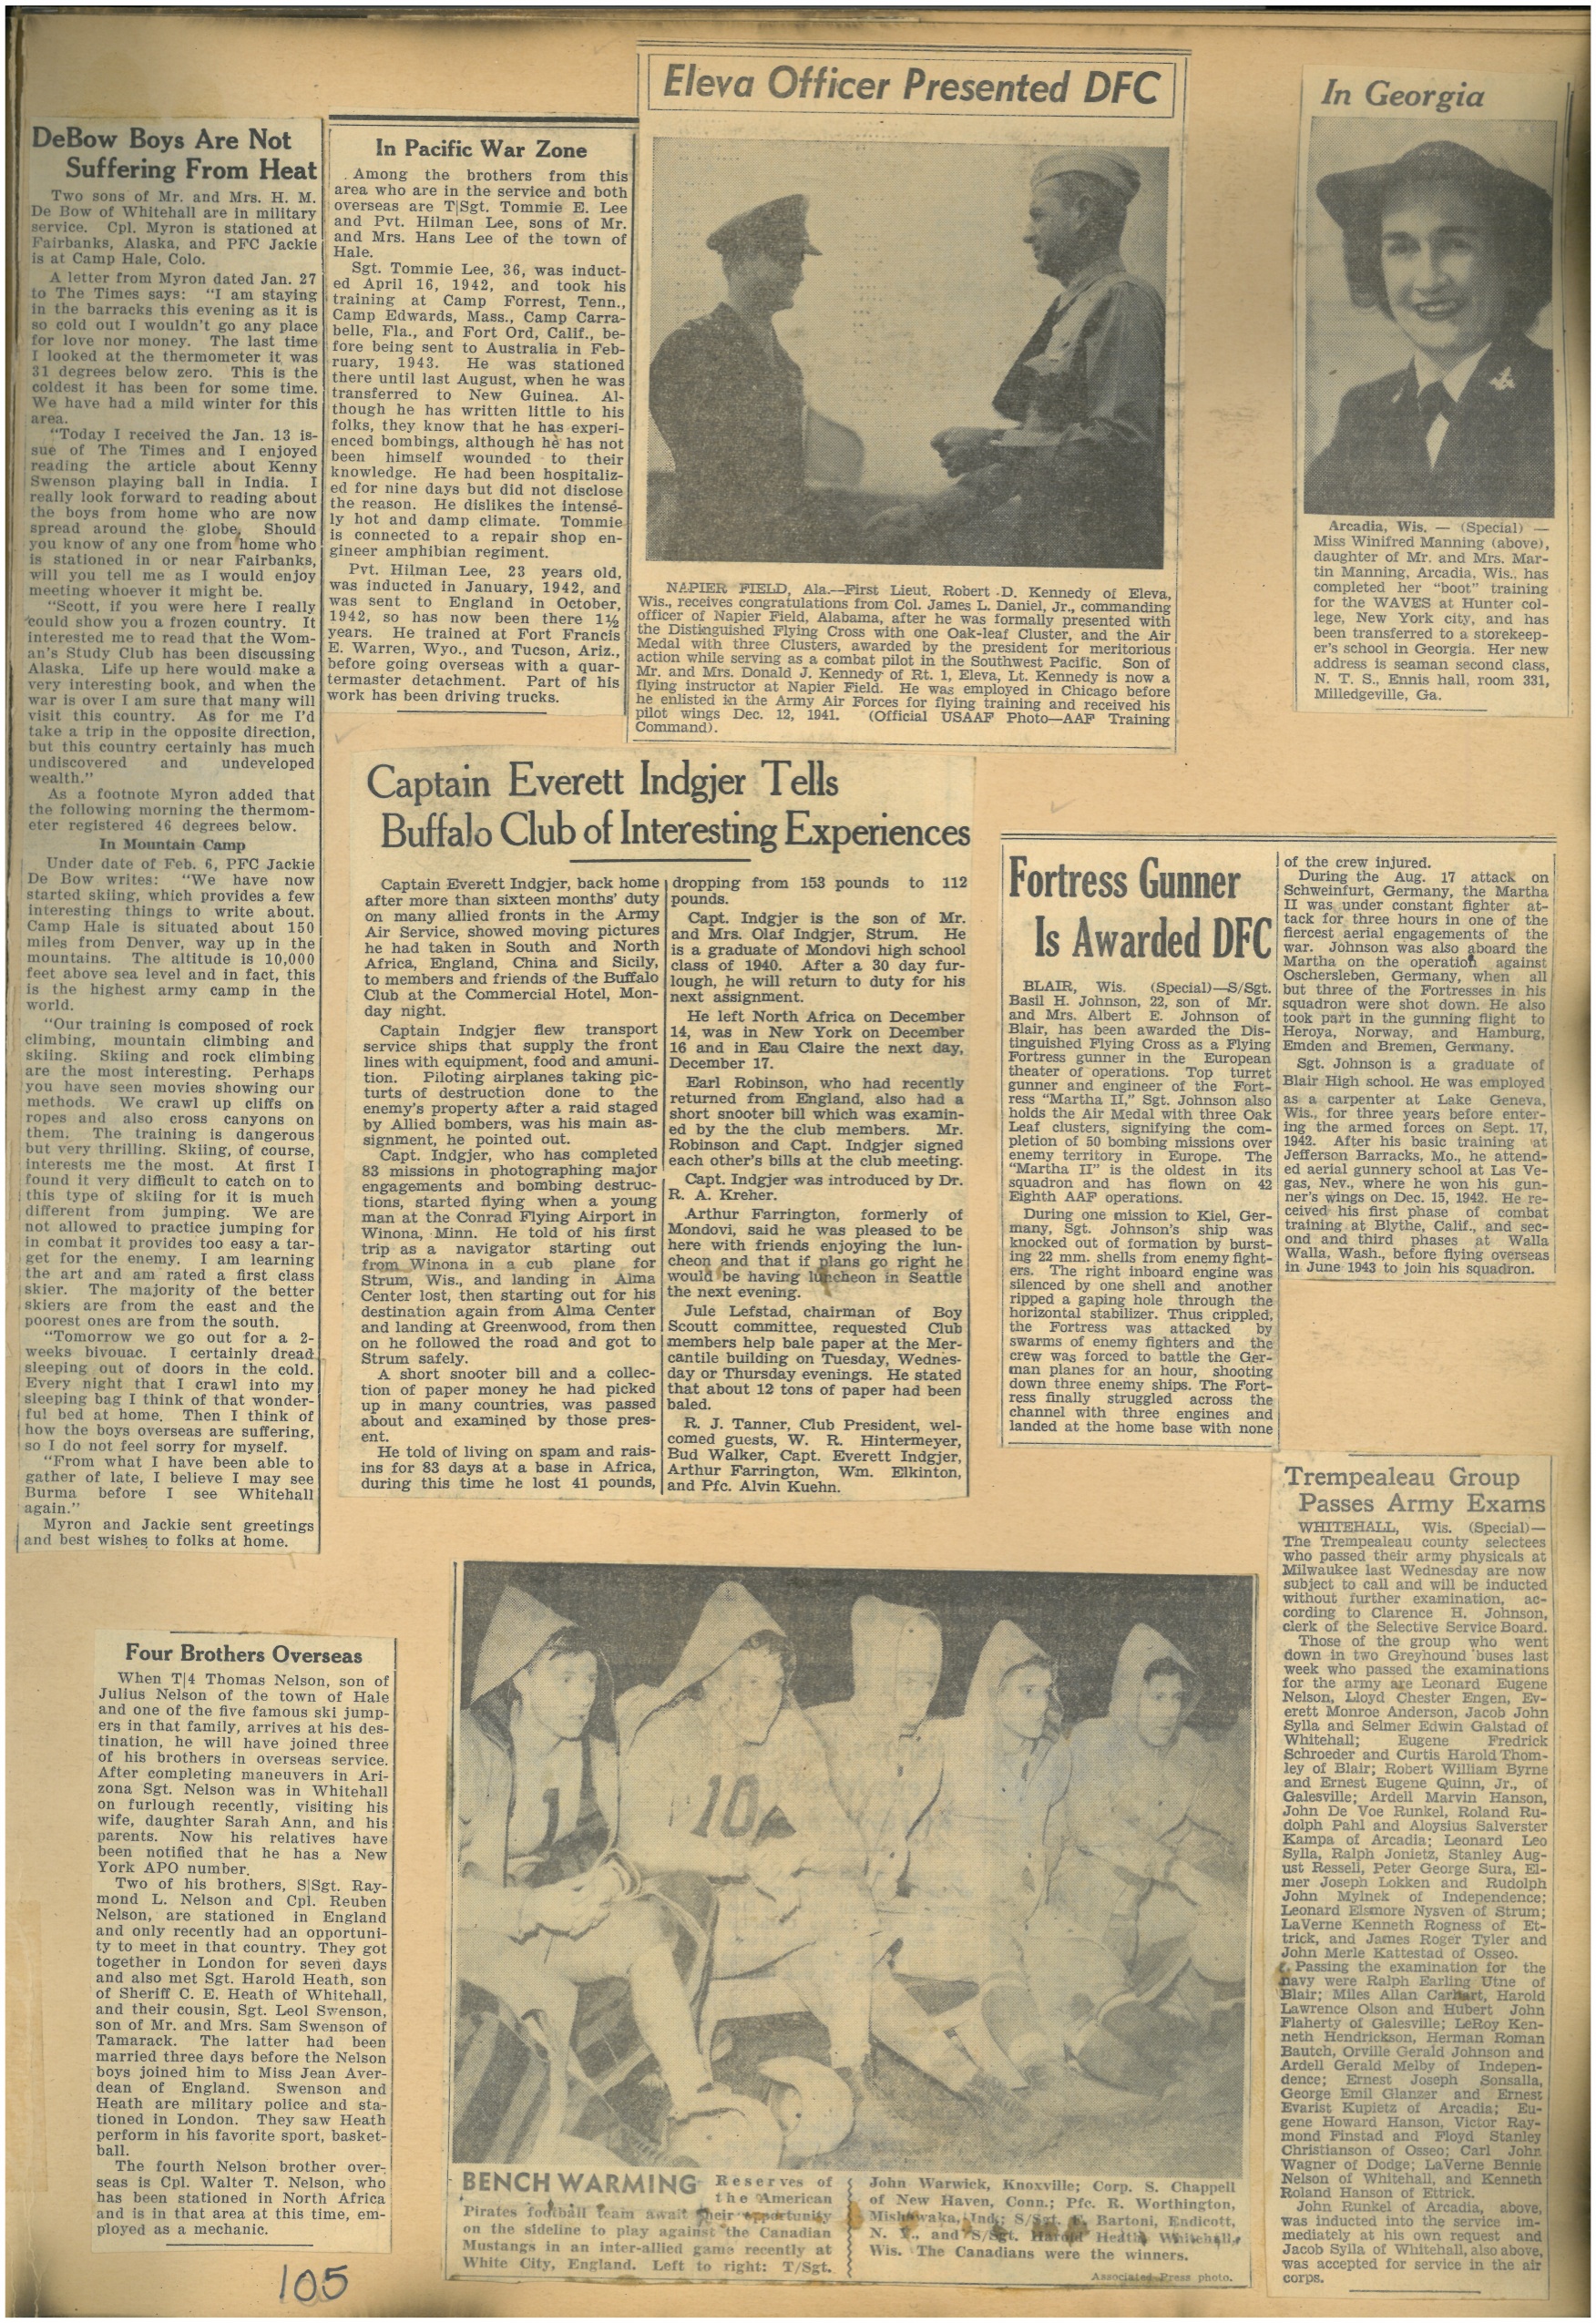 DeBow Boys Are Not
Suffering From Heat
Two sons of Mr. and Mrs. H. M.
De Bow of Whitehall are in military
service. Cpl. Myron is stationed at
Fairbanks, Alaska, and PFC Jackie
is at Camp Hale, Colo.
A letter from Myron dated Jan. 27
to The Times says: "I am staying
in the barracks this evening as it is
so cold out I wouldn't go any place
for love nor money. The last time
I looked at the thermometer it was
31 degrees below zero. This is the
coldest it has been for some time.
We have had a mild winter for this
area.
"Today I received the Jan. 13 is-
sue of The Times and I enjoyed
reading the article about Kenny
Swenson playing ball in India. I
really look forward to reading about
the boys from home who are now
spread around the globe. Should
you know of any one from home who
is stationed in or near Fairbanks,
will you tell me as I would enjoy
meeting whoever it might be.
"Scott, if you were here I really
could show you a frozen country. It
interested me to read that the Wom-
an's Study Club has been discussing
Alaska. Life up here would make a
very interesting book, and when the
war is over I am sure that many will
visit this country. As for me I'd
take a trip in the opposite direction,
but this country certainly has much
undiscovered and undeveloped
wealth."
As a footnote Myron added that
the following morning the thermom-
eter registered 46 degrees below.
In Mountain Camp
Under date of Feb. 6, PFC Jackie
De Bow writes: "We have now
started skiing, which provides a few
interesting things to write about.
Camp Hale is situated about 150
miles from Denver, way up in the
mountains. The altitude is 10,000
feet above sea level and in fact, this
is the highest army camp in the
world.
"Our training is composed of rock
climbing, mountain climbing and
skiing. Skiing and rock climbing
are the most interesting. Perhaps
you have seen movies showing our
methods. We crawl up cliffs on
ropes and also cross canyons on
them. The training is dangerous
but very thrilling. Skiing, of course,
interests me the most. At first I
found it very difficult to catch on to
this type of skiing for it is much
different from jumping. We are
not allowed to practice jumping for
in combat it provides too easy a tar-
get for the enemy. I am learning
the art and am rated a first class
skier. The majority of the better
skiers are from the east and the
poorest ones are from the south.
"Tomorrow we go out for a 2-
weeks bivouac. I certainly dread
sleeping out of doors in the cold.
Every night that I crawl into my
sleeping bag I think of that wonder-
ful bed at home. Then I think of
how the boys overseas are suffering,
so I do not feel sorry for myself.
"From what I have been able to
gather of late, I believe I may see
Burma before I see Whitehall
again."
Myron and Jackie sent greetings
and best wishes to folks at home.
In Pacific War Zone
Among the brothers from this
area who are in the service and both
overseas are T|Sgt. Tommie E. Lee
and Pvt. Hilman Lee, sons of Mr.
and Mrs. Hans Lee of the town of
Hale.
Sgt. Tommie Lee, 36, was induct-
ed April 16, 1942, and took his
training at Camp Forrest, Tenn.,
Camp Edwards, Mass., Camp Carra-
belle, Fla., and Fort Ord, Calif., be-
fore being sent to Australia in Feb-
ruary, 1943. He was stationed
there until last August, when he was
transferred to New Guinea. Al-
though he has written little to his
folks, they know that he has experi-
enced bombings, although he has not
been himself wounded to their
knowledge. He had been hospitaliz-
ed for nine days but did not disclose
the reason. He dislikes the intense-
ly hot and damp climate. Tommie
is connected to a repair shop en-
gineer amphibian regiment.
Pvt. Hilman Lee, 23 years old,
was inducted in January, 1942, and
was sent to England in October,
1942, so has now been there 1½
years. He trained at Fort Francis
E. Warren, Wyo., and Tucson, Ariz.,
before going overseas with a quar-
termaster detachment. Part of his
work has been driving trucks.
Eleva Officer Presented DFC
NAPIER FIELD, Ala.—First Lieut. Robert D. Kennedy of Eleva,
Wis., receives congratulations from Col. James L. Daniel, Jr., commanding
officer of Napier Field, Alabama, after he was formally presented with
the Distinguished Flying Cross with one Oak-leaf Cluster, and the Air
Medal with three Clusters, awarded by the president for meritorious
action while serving as a combat pilot in the Southwest Pacific. Son of
Mr. and Mrs. Donald J. Kennedy of Rt. 1, Eleva, Lt. Kennedy is now a
flying instructor at Napier Field. He was employed in Chicago before
he enlisted in the Army Air Forces for flying training and received his
pilot wings Dec. 12, 1941. (Official USAAF Photo—AAF Training
Command).
In Georgia
Arcadia, Wis. — (Special) —
Miss Winifred Manning (above),
daughter of Mr. and Mrs. Mar-
tin Manning, Arcadia, Wis., has
completed her "boot" training
for the WAVES at Hunter col-
lege, New York city, and has
been transferred to a storekeep-
er's school in Georgia. Her new
address is seaman second class,
N. T. S., Ennis hall, room 331,
Milledgeville, Ga.
Captain Everett Indgjer Tells
Buffalo Club of Interesting Experiences
Captain Everett Indgjer, back home
after more than sixteen months' duty
on many allied fronts in the Army
Air Service, showed moving pictures
he had taken in South and North
Africa, England, China and Sicily,
to members and friends of the Buffalo
Club at the Commercial Hotel, Mon-
day night.
Captain Indgjer flew transport
service ships that supply the front
lines with equipment, food and amuni-
tion. Piloting airplanes taking pic-
turts of destruction done to the
enemy's property after a raid staged
by Allied bombers, was his main as-
signment, he pointed out.
Capt. Indgjer, who has completed
83 missions in photographing major
engagements and bombing destruc-
tions, started flying when a young
man at the Conrad Flying Airport in
Winona, Minn. He told of his first
trip as a navigator starting out
from Winona in a cub plane for
Strum, Wis., and landing in Alma
Center lost, then starting out for his
destination again from Alma Center
and landing at Greenwood, from then
on he followed the road and got to
Strum safely.
A short snooter bill and a collec-
tion of paper money he had picked
up in many countries, was passed
about and examined by those pres-
ent.
He told of living on spam and rais-
ins for 83 days at a base in Africa,
during this time he lost 41 pounds,
dropping from 153 pounds to 112
pounds.
Capt. Indgjer is the son of Mr.
and Mrs. Olaf Indgjer, Strum. He
is a graduate of Mondovi high school
class of 1940. After a 30 day fur-
lough, he will return to duty for his
next assignment.
He left North Africa on December
14, was in New York on December
16 and in Eau Claire the next day,
December 17.
Earl Robinson, who had recently
returned from England, also had a
short snooter bill which was examin-
ed by the the club members. Mr.
Robinson and Capt. Indgjer signed
each other's bills at the club meeting.
Capt. Indgjer was introduced by Dr.
R. A. Kreher.
Arthur Farrington, formerly of
Mondovi, said he was pleased to be
here with friends enjoying the lun-
cheon and that if plans go right he
would be having luncheon in Seattle
the next evening.
Jule Lefstad, chairman of Boy
Scoutt committee, requested Club
members help bale paper at the Mer-
cantile building on Tuesday, Wednes-
day or Thursday evenings. He stated
that about 12 tons of paper had been
baled.
R. J. Tanner, Club President, wel-
comed guests, W. R. Hintermeyer,
Bud Walker, Capt. Everett Indgjer,
Arthur Farrington, Wm. Elkinton,
and Pfc. Alvin Kuehn.
Fortress Gunner
Is Awarded DFC
BLAIR, Wis. (Special)—S/Sgt.
Basil H. Johnson, 22, son of Mr.
and Mrs. Albert E. Johnson of
Blair, has been awarded the Dis-
tinguished Flying Cross as a Flying
Fortress gunner in the European
theater of operations. Top turret
gunner and engineer of the Fort-
ress "Martha II," Sgt. Johnson also
holds the Air Medal with three Oak
Leaf clusters, signifying the com-
pletion of 50 bombing missions over
enemy territory in Europe. The
"Martha II" is the oldest in its
squadron and has flown on 42
Eighth AAF operations.
During one mission to Kiel, Ger-
many, Sgt. Johnson's ship was
knocked out of formation by burst-
ing 22 mm. shells from enemy fight-
ers. The right inboard engine was
silenced by one shell and another
ripped a gaping hole through the
horizontal stabilizer. Thus crippled,
the Fortress was attacked by
swarms of enemy fighters and the
crew was forced to battle the Ger-
man planes for an hour, shooting
down three enemy ships. The Fort-
ress finally struggled across the
channel with three engines and
landed at the home base with none
of the crew injured.
During the Aug. 17 attack on
Schweinfurt, Germany, the Martha
II was under constant fighter at-
tack for three hours in one of the
fiercest aerial engagements of the
war. Johnson was also aboard the
Martha on the operation against
Oschersleben, Germany, when all
but three of the Fortresses in his
squadron were shot down. He also
took part in the gunning flight to
Heroya, Norway, and Hamburg,
Emden and Bremen, Germany.
Sgt. Johnson is a graduate of
Blair High school. He was employed
as a carpenter at Lake Geneva,
Wis., for three years before enter-
ing the armed forces on Sept. 17,
1942. After his basic training at
Jefferson Barracks, Mo., he attend-
ed aerial gunnery school at Las Ve-
gas, Nev., where he won his gun-
ner's wings on Dec. 15, 1942. He re-
ceived his first phase of combat
training at Blythe, Calif., and sec-
ond and third phases at Walla
Walla, Wash., before flying overseas
in June 1943 to join his squadron.
Trempealeau Group
Passes Army Exams
WHITEHALL, Wis. (Special)—
The Trempealeau county selectees
who passed their army physicals at
Milwaukee last Wednesday are now
subject to call and will be inducted
without further examination, ac-
cording to Clarence H. Johnson,
clerk of the Selective Service Board.
Those of the group who went
down in two Greyhound buses last
week who passed the examinations
for the army are Leonard Eugene
Nelson, Lloyd Chester Engen, Ev-
erett Monroe Anderson, Jacob John
Sylla and Selmer Edwin Galstad of
Whitehall; Eugene Fredrick
Schroeder and Curtis Harold Thom-
ley of Blair; Robert William Byrne
and Ernest Eugene Quinn, Jr., of
Galesville; Ardell Marvin Hanson,
John De Voe Runkel, Roland Ru-
dolph Pahl and Aloysius Salverster
Kampa of Arcadia; Leonard Leo
Sylla, Ralph Jonietz, Stanley Aug-
ust Ressell, Peter George Sura, El-
mer Joseph Lokken and Rudolph
John Mylnek of Independence;
Leonard Elsmore Nysven of Strum;
LaVerne Kenneth Rogness of Et-
trick, and James Roger Tyler and
John Merle Kattestad of Osseo.
Passing the examination for the
navy were Ralph Earling Utne of
Blair; Miles Allan Carhart, Harold
Lawrence Olson and Hubert John
Flaherty of Galesville; LeRoy Ken-
neth Hendrickson, Herman Roman
Bautch, Orville Gerald Johnson and
Ardell Gerald Melby of Indepen-
dence; Ernest Joseph Sonsalla,
George Emil Glanzer and Ernest
Evarist Kupietz of Arcadia; Eu-
gene Howard Hanson, Victor Ray-
mond Finstad and Floyd Stanley
Christianson of Osseo; Carl John
Wagner of Dodge; LaVerne Bennie
Nelson of Whitehall, and Kenneth
Roland Hanson of Ettrick.
John Runkel of Arcadia, above,
was inducted into the service im-
mediately at his own request and
Jacob Sylla of Whitehall, also above,
was accepted for service in the air
corps.
Four Brothers Overseas
When T|4 Thomas Nelson, son of
Julius Nelson of the town of Hale
and one of the five famous ski jump-
ers in that family, arrives at his des-
tination, he will have joined three
of his brothers in overseas service.
After completing maneuvers in Ari-
zona Sgt. Nelson was in Whitehall
on furlough recently, visiting his
wife, daughter Sarah Ann, and his
parents. Now his relatives have
been notified that he has a New
York APO number.
Two of his brothers, S|Sgt. Ray-
mond L. Nelson and Cpl. Reuben
Nelson, are stationed in England
and only recently had an opportuni-
ty to meet in that country. They got
together in London for seven days
and also met Sgt. Harold Heath, son
of Sheriff C. E. Heath of Whitehall,
and their cousin, Sgt. Leol Swenson,
son of Mr. and Mrs. Sam Swenson of
Tamarack. The latter had been
married three days before the Nelson
boys joined him to Miss Jean Aver-
dean of England. Swenson and
Heath are military police and sta-
tioned in London. They saw Heath
perform in his favorite sport, basket-
ball.
The fourth Nelson brother over-
seas is Cpl. Walter T. Nelson, who
has been stationed in North Africa
and is in that area at this time, em-
ployed as a mechanic.
1
10
BENCH WARMING Reserves of
the American
Pirates football team await their opportunity
on the sideline to play against the Canadian
Mustangs in an inter-allied game recently at
White City, England. Left to right: T/Sgt.
John Warwick, Knoxville; Corp. S. Chappell
of New Haven, Conn.; Pfc. R. Worthington,
Mishawaka, Ind; S/Sgt. Bartoni, Endicott,
N. Y., and S/Sgt. Harold Heath, Whitehall,
Wis. The Canadians were the winners.
Associated Press photo.
105